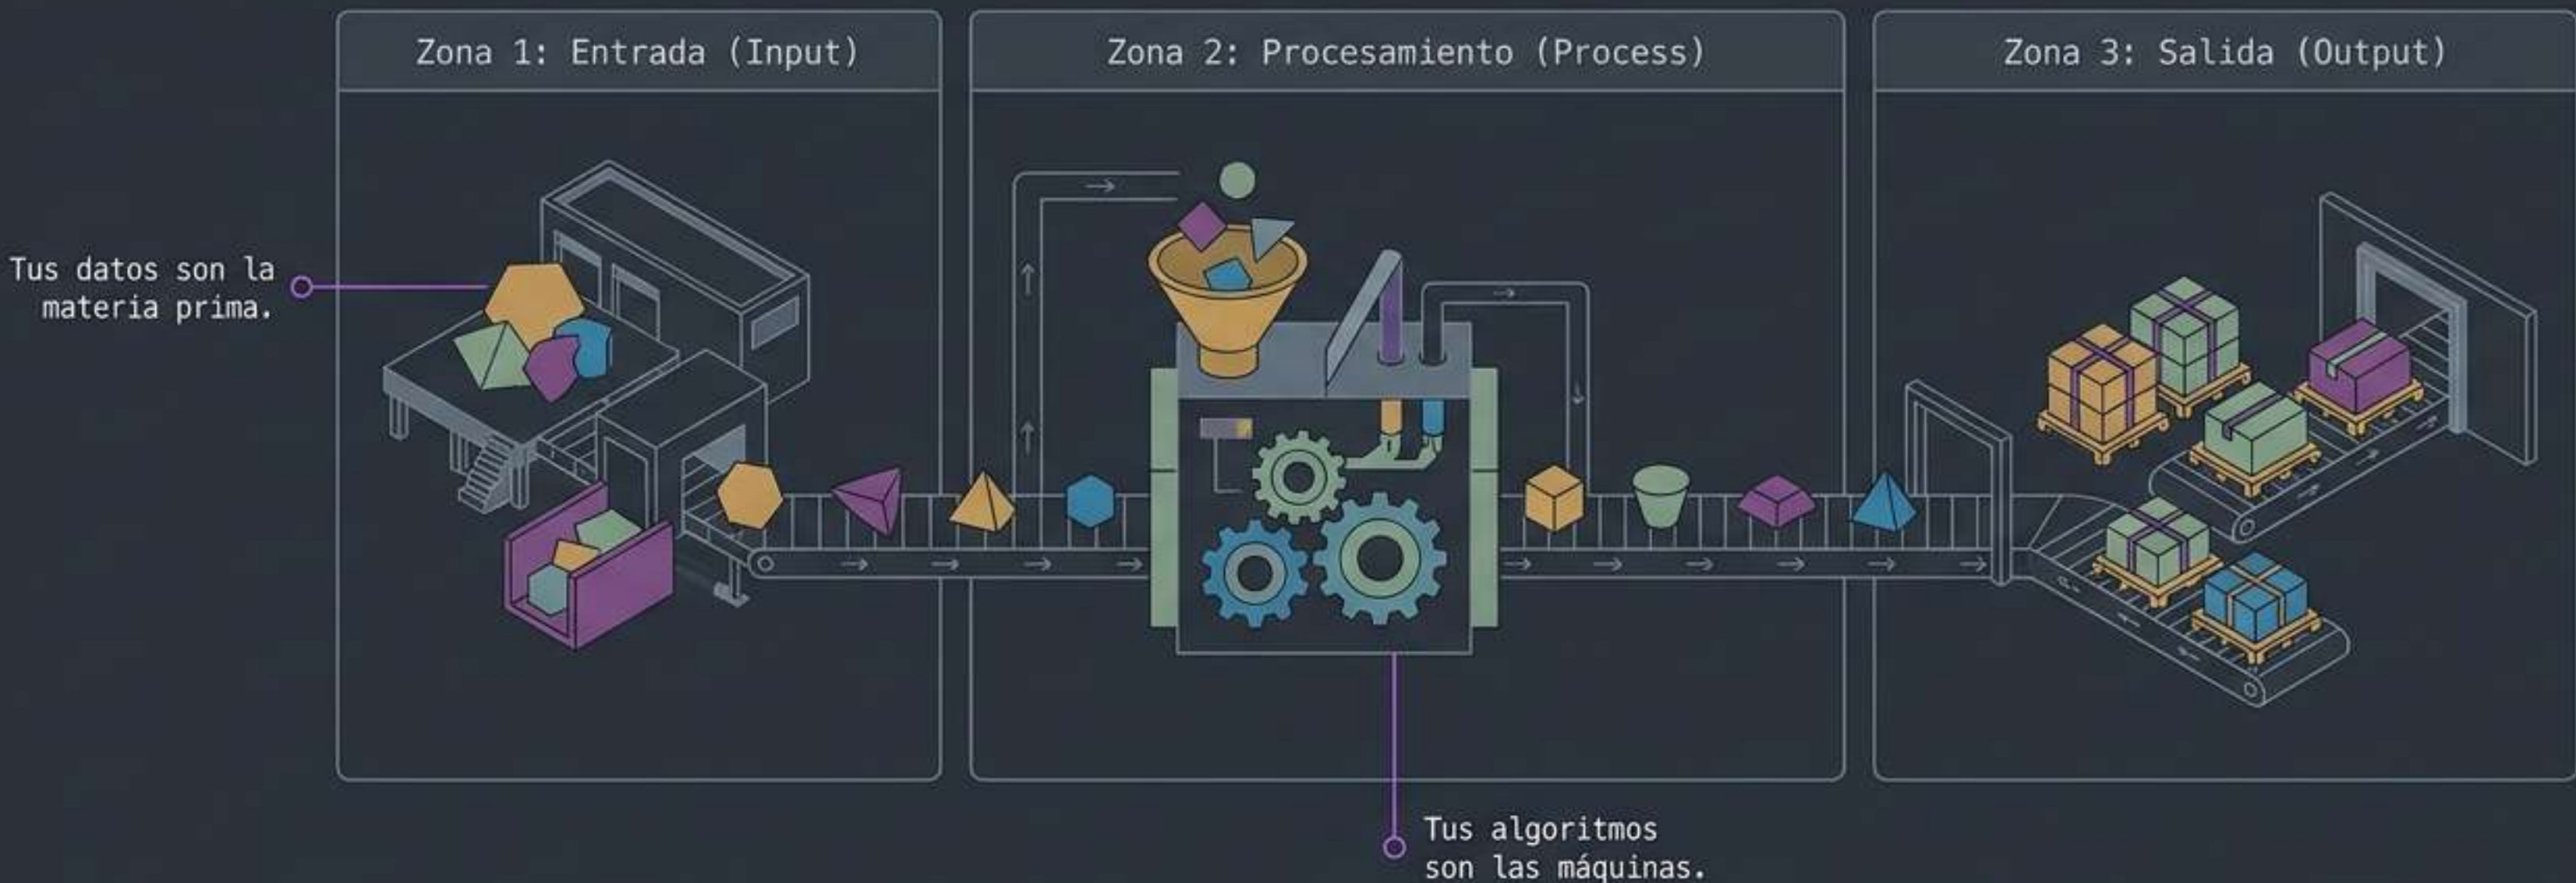 Zona 1: Entrada (Input)
Zona 2: Procesamiento (Process)
Zona 3: Salida (Output)
Tus datos son la
materia prima.
Tus algoritmos
son las máquinas.